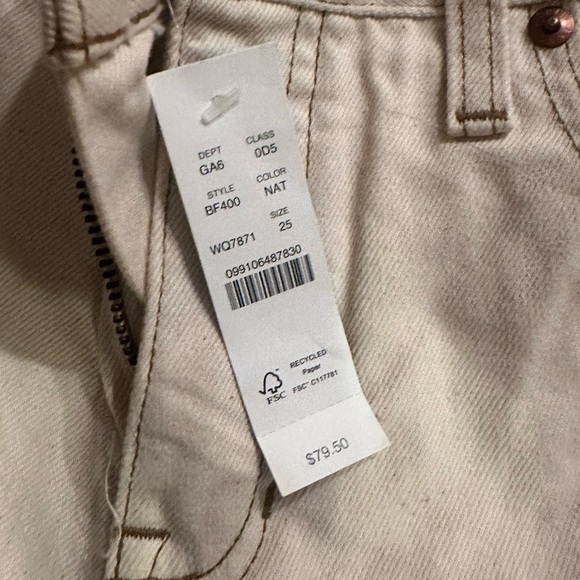 DEPT CLASS
GA6 0D5
STYLE COLOR
BF400 NAT
SIZE
WQ7871 25
099106487830
RECYCLED
Paper
FSC FSC® C117781
$79.50